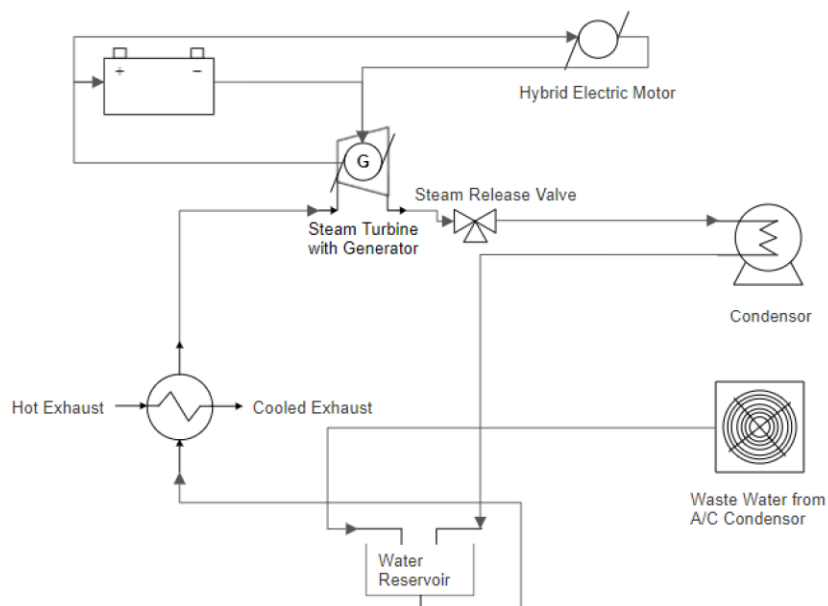 + −
Hybrid Electric Motor
G
Steam Release Valve
Steam Turbine
with Generator
Condensor
Hot Exhaust
Cooled Exhaust
Waste Water from
A/C Condensor
Water
Reservoir